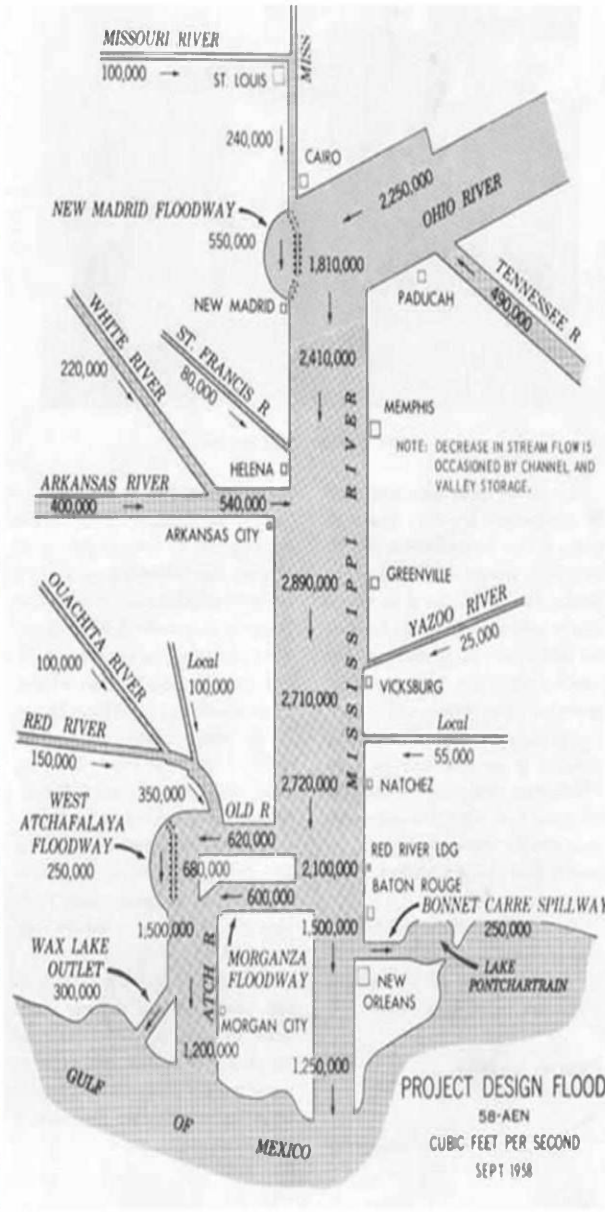 MISSOURI RIVER
100,000
ST. LOUIS
MISS
240,000
CAIRO
2,250,000
OHIO RIVER
NEW MADRID FLOODWAY
550,000
1,810,000
PADUCAH
TENNESSEE R
490,000
NEW MADRID
WHITE RIVER
220,000
ST. FRANCIS R
80,000
2,410,000
MEMPHIS
NOTE: DECREASE IN STREAM FLOW IS
OCCASIONED BY CHANNEL AND
VALLEY STORAGE.
HELENA
ARKANSAS RIVER
400,000
540,000
ARKANSAS CITY
MISSISSIPPI RIVER
2,890,000
GREENVILLE
YAZOO RIVER
25,000
OUACHITA RIVER
100,000
Local
100,000
VICKSBURG
2,710,000
Local
55,000
RED RIVER
150,000
350,000
2,720,000
NATCHEZ
OLD R
620,000
WEST
ATCHAFALAYA
FLOODWAY
250,000
680,000
2,100,000
RED RIVER LDG
BATON ROUGE
600,000
BONNET CARRE SPILLWAY
250,000
1,500,000
1,500,000
MORGANZA
FLOODWAY
LAKE
PONTCHARTRAIN
WAX LAKE
OUTLET
300,000
ATCH R
NEW
ORLEANS
MORGAN CITY
1,200,000
1,250,000
GULF
OF
MEXICO
PROJECT DESIGN FLOOD
58-AEN
CUBIC FEET PER SECOND
SEPT 1958